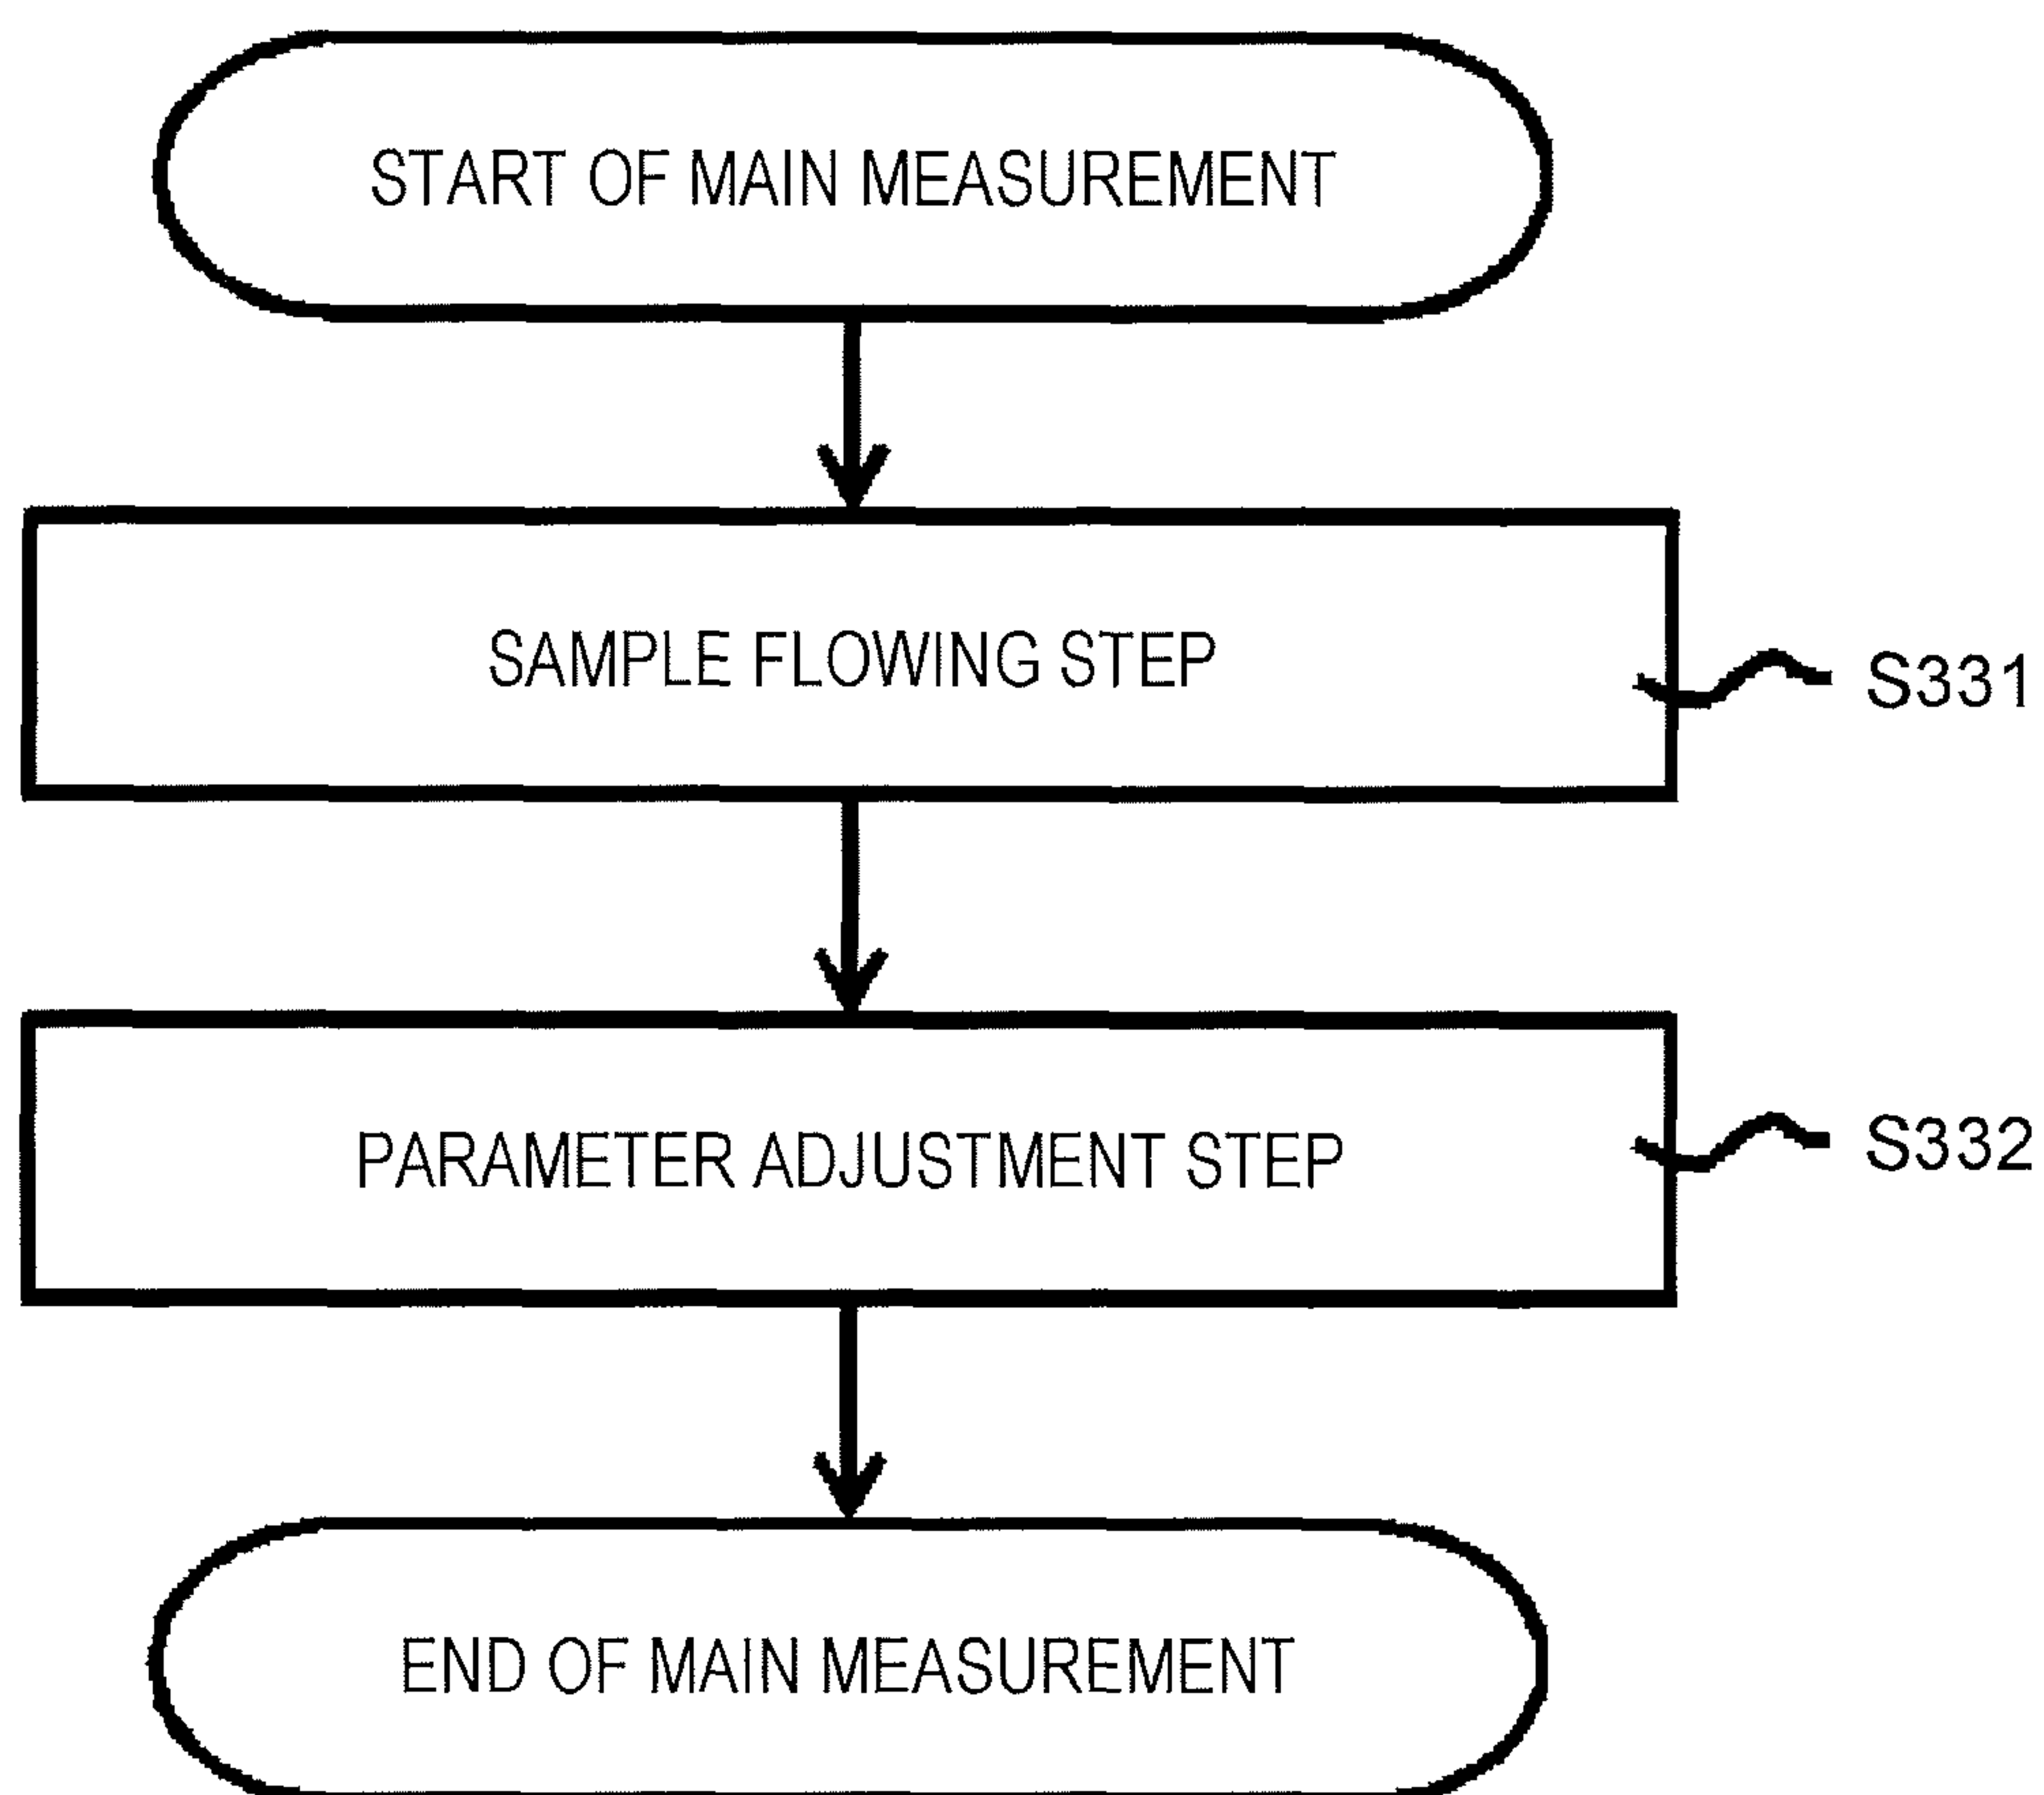 START OF MAIN MEASUREMENT
SAMPLE FLOWING STEP
S331
PARAMETER ADJUSTMENT STEP
S332
END OF MAIN MEASUREMENT